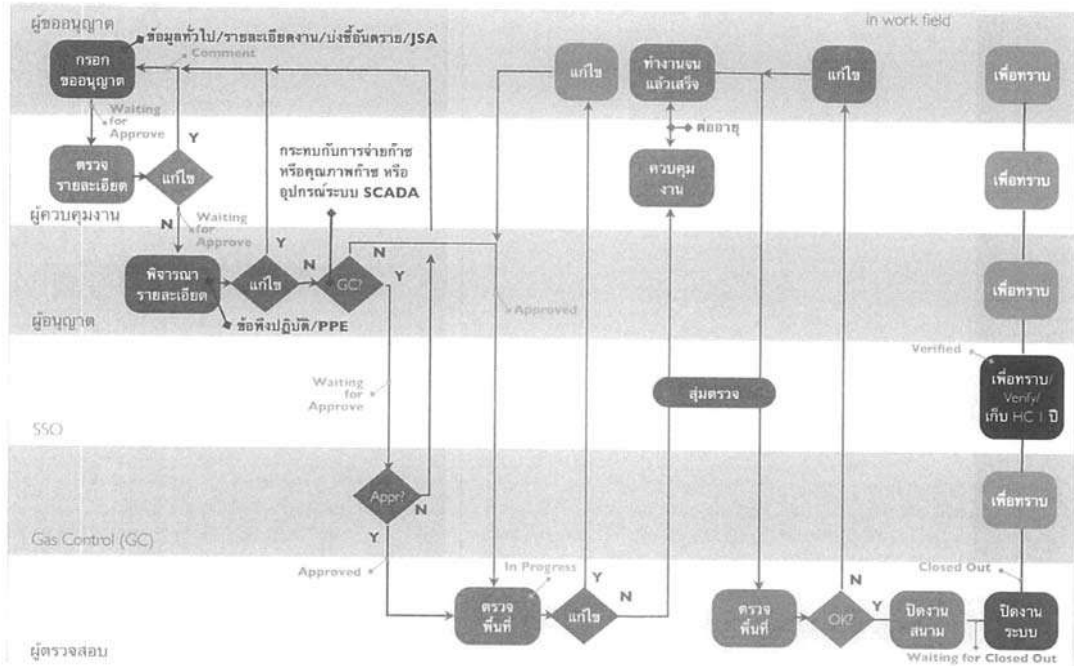 ผู้ขออนุญาต
In work field
ข้อมูลทั่วไป/รายละเอียดงาน/บ่งชี้อันตราย/JSA
Comment
กรอก
ขออนุญาต
แก้ไข
ทำงานจน
แล้วเสร็จ
แก้ไข
เพื่อทราบ
Waiting
for
Approve
Y
ต่ออายุ
กระทบกับการจ่ายก๊าซ
หรือคุณภาพก๊าซ หรือ
อุปกรณ์ระบบ SCADA
ตรวจ
รายละเอียด
แก้ไข
ควบคุม
งาน
เพื่อทราบ
ผู้ควบคุมงาน
N
Waiting
for
Approve
Y
N
พิจารณา
รายละเอียด
แก้ไข
N
GC?
Y
เพื่อทราบ
Approved
ผู้อนุญาต
ข้อพึงปฏิบัติ/PPE
Verified
Waiting
for
Approve
สุ่มตรวจ
เพื่อทราบ/
Verify/
เก็บ HC 1 ปี
SSO
Appr?
N
เพื่อทราบ
Gas Control (GC)
Y
Approved
In Progress
Y
N
Closed Out
ตรวจ
พื้นที่
แก้ไข
N
ตรวจ
พื้นที่
OK?
Y
ปิดงาน
สนาม
ปิดงาน
ระบบ
ผู้ตรวจสอบ
Waiting for Closed Out